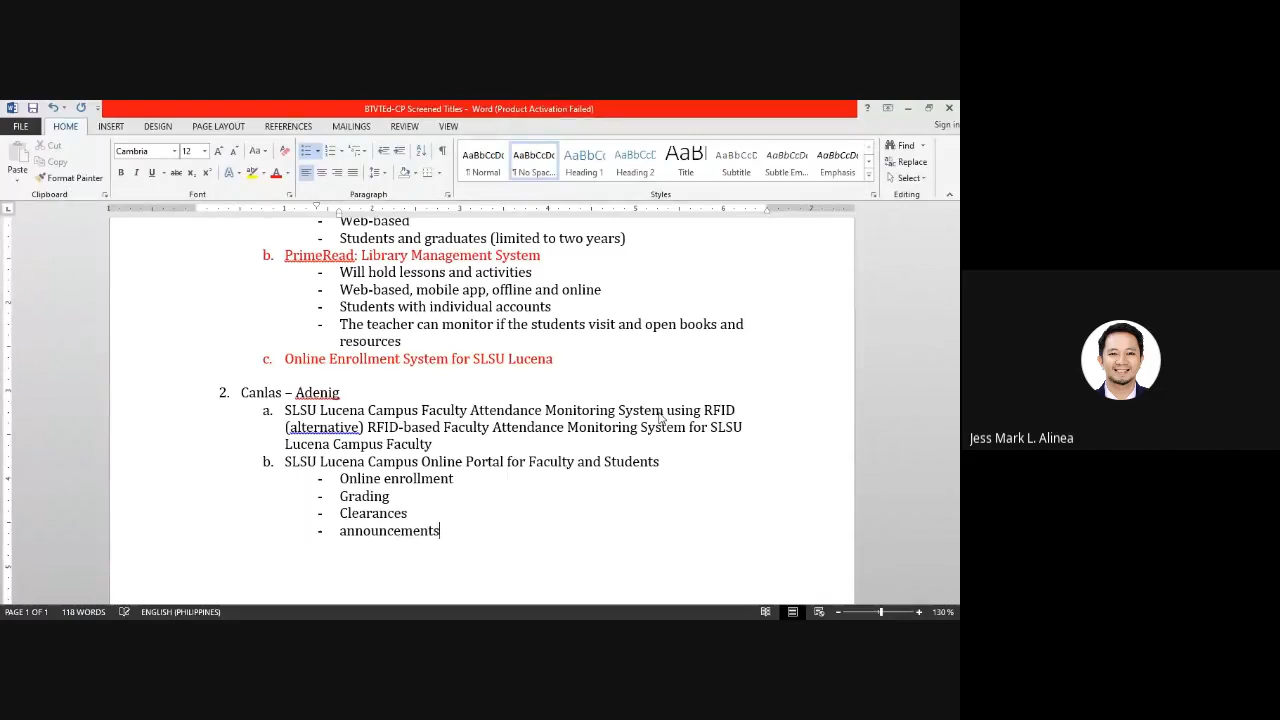 BTVTEd-CP Screened Titles - Word (Product Activation Failed)
FILE HOME INSERT DESIGN PAGE LAYOUT REFERENCES MAILINGS REVIEW VIEW Sign in
Cut
Copy
Format Painter
Paste
Clipboard
Cambria 12
Font
Paragraph
AaBbCcDc AaBbCcDc AaBbCc AaBbCcDc AaBl AaBbCcDc AaBbCcDc AaBbCcDc
¶ Normal ¶ No Spac... Heading 1 Heading 2 Title Subtitle Subtle Em... Emphasis
Styles
Find
Replace
Select
Editing
- Web-based
- Students and graduates (limited to two years)
b. PrimeRead: Library Management System
- Will hold lessons and activities
- Web-based, mobile app, offline and online
- Students with individual accounts
- The teacher can monitor if the students visit and open books and
resources
c. Online Enrollment System for SLSU Lucena
2. Canlas – Adenig
a. SLSU Lucena Campus Faculty Attendance Monitoring System using RFID
(alternative) RFID-based Faculty Attendance Monitoring System for SLSU
Lucena Campus Faculty
b. SLSU Lucena Campus Online Portal for Faculty and Students
- Online enrollment
- Grading
- Clearances
- announcements
PAGE 1 OF 1 118 WORDS ENGLISH (PHILIPPINES) 130 %
Jess Mark L. Alinea